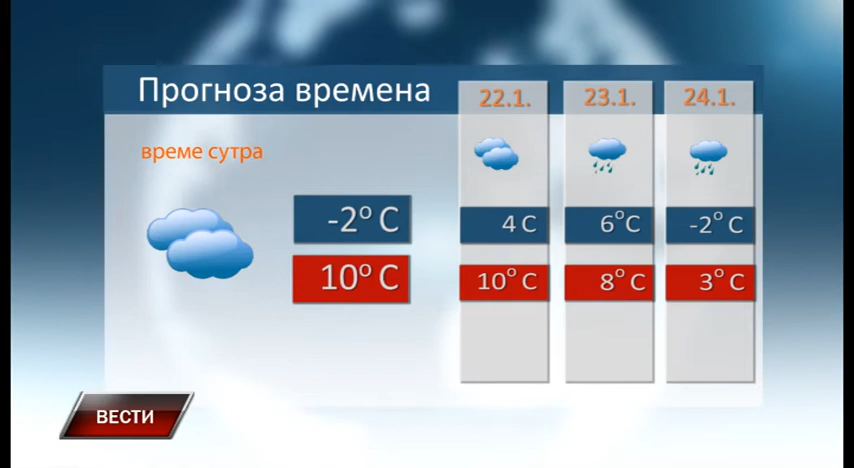 Прогноза времена
време сутра
-2° C
10° C
22.1.
4 C
10° C
23.1.
6°C
8° C
24.1.
-2° C
3° C
ВЕСТИ